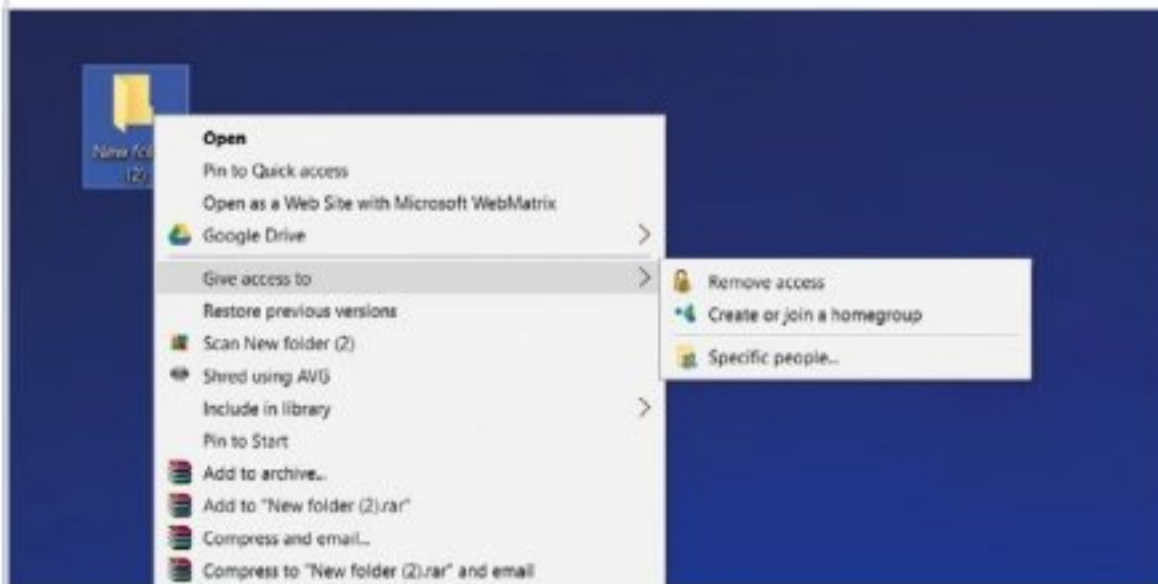 New fol
(2)
Open
Pin to Quick access
Open as a Web Site with Microsoft WebMatrix
Google Drive
Give access to
Restore previous versions
Scan New folder (2)
Shred using AVG
Include in library
Pin to Start
Add to archive...
Add to "New folder (2).rar"
Compress and email...
Compress to "New folder (2).rar" and email
Remove access
Create or join a homegroup
Specific people...